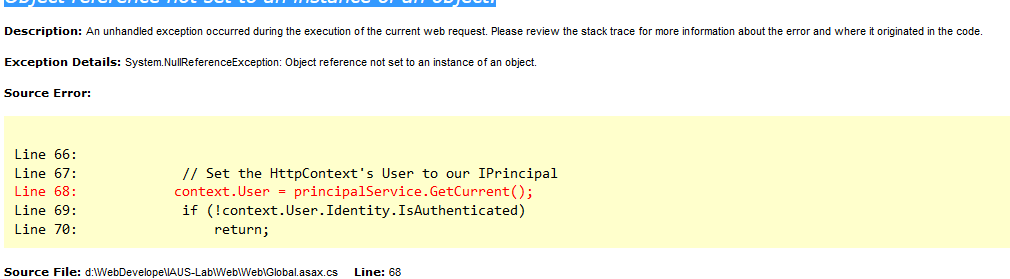 Object reference not set to an instance of an object.
Description: An unhandled exception occurred during the execution of the current web request. Please review the stack trace for more information about the error and where it originated in the code.
Exception Details: System.NullReferenceException: Object reference not set to an instance of an object.
Source Error:
Line 66:
Line 67:             // Set the HttpContext's User to our IPrincipal
Line 68:            context.User = principalService.GetCurrent();
Line 69:             if (!context.User.Identity.IsAuthenticated)
Line 70:                 return;
Source File: d:\WebDevelope\IAUS-Lab\Web\Web\Global.asax.cs    Line: 68